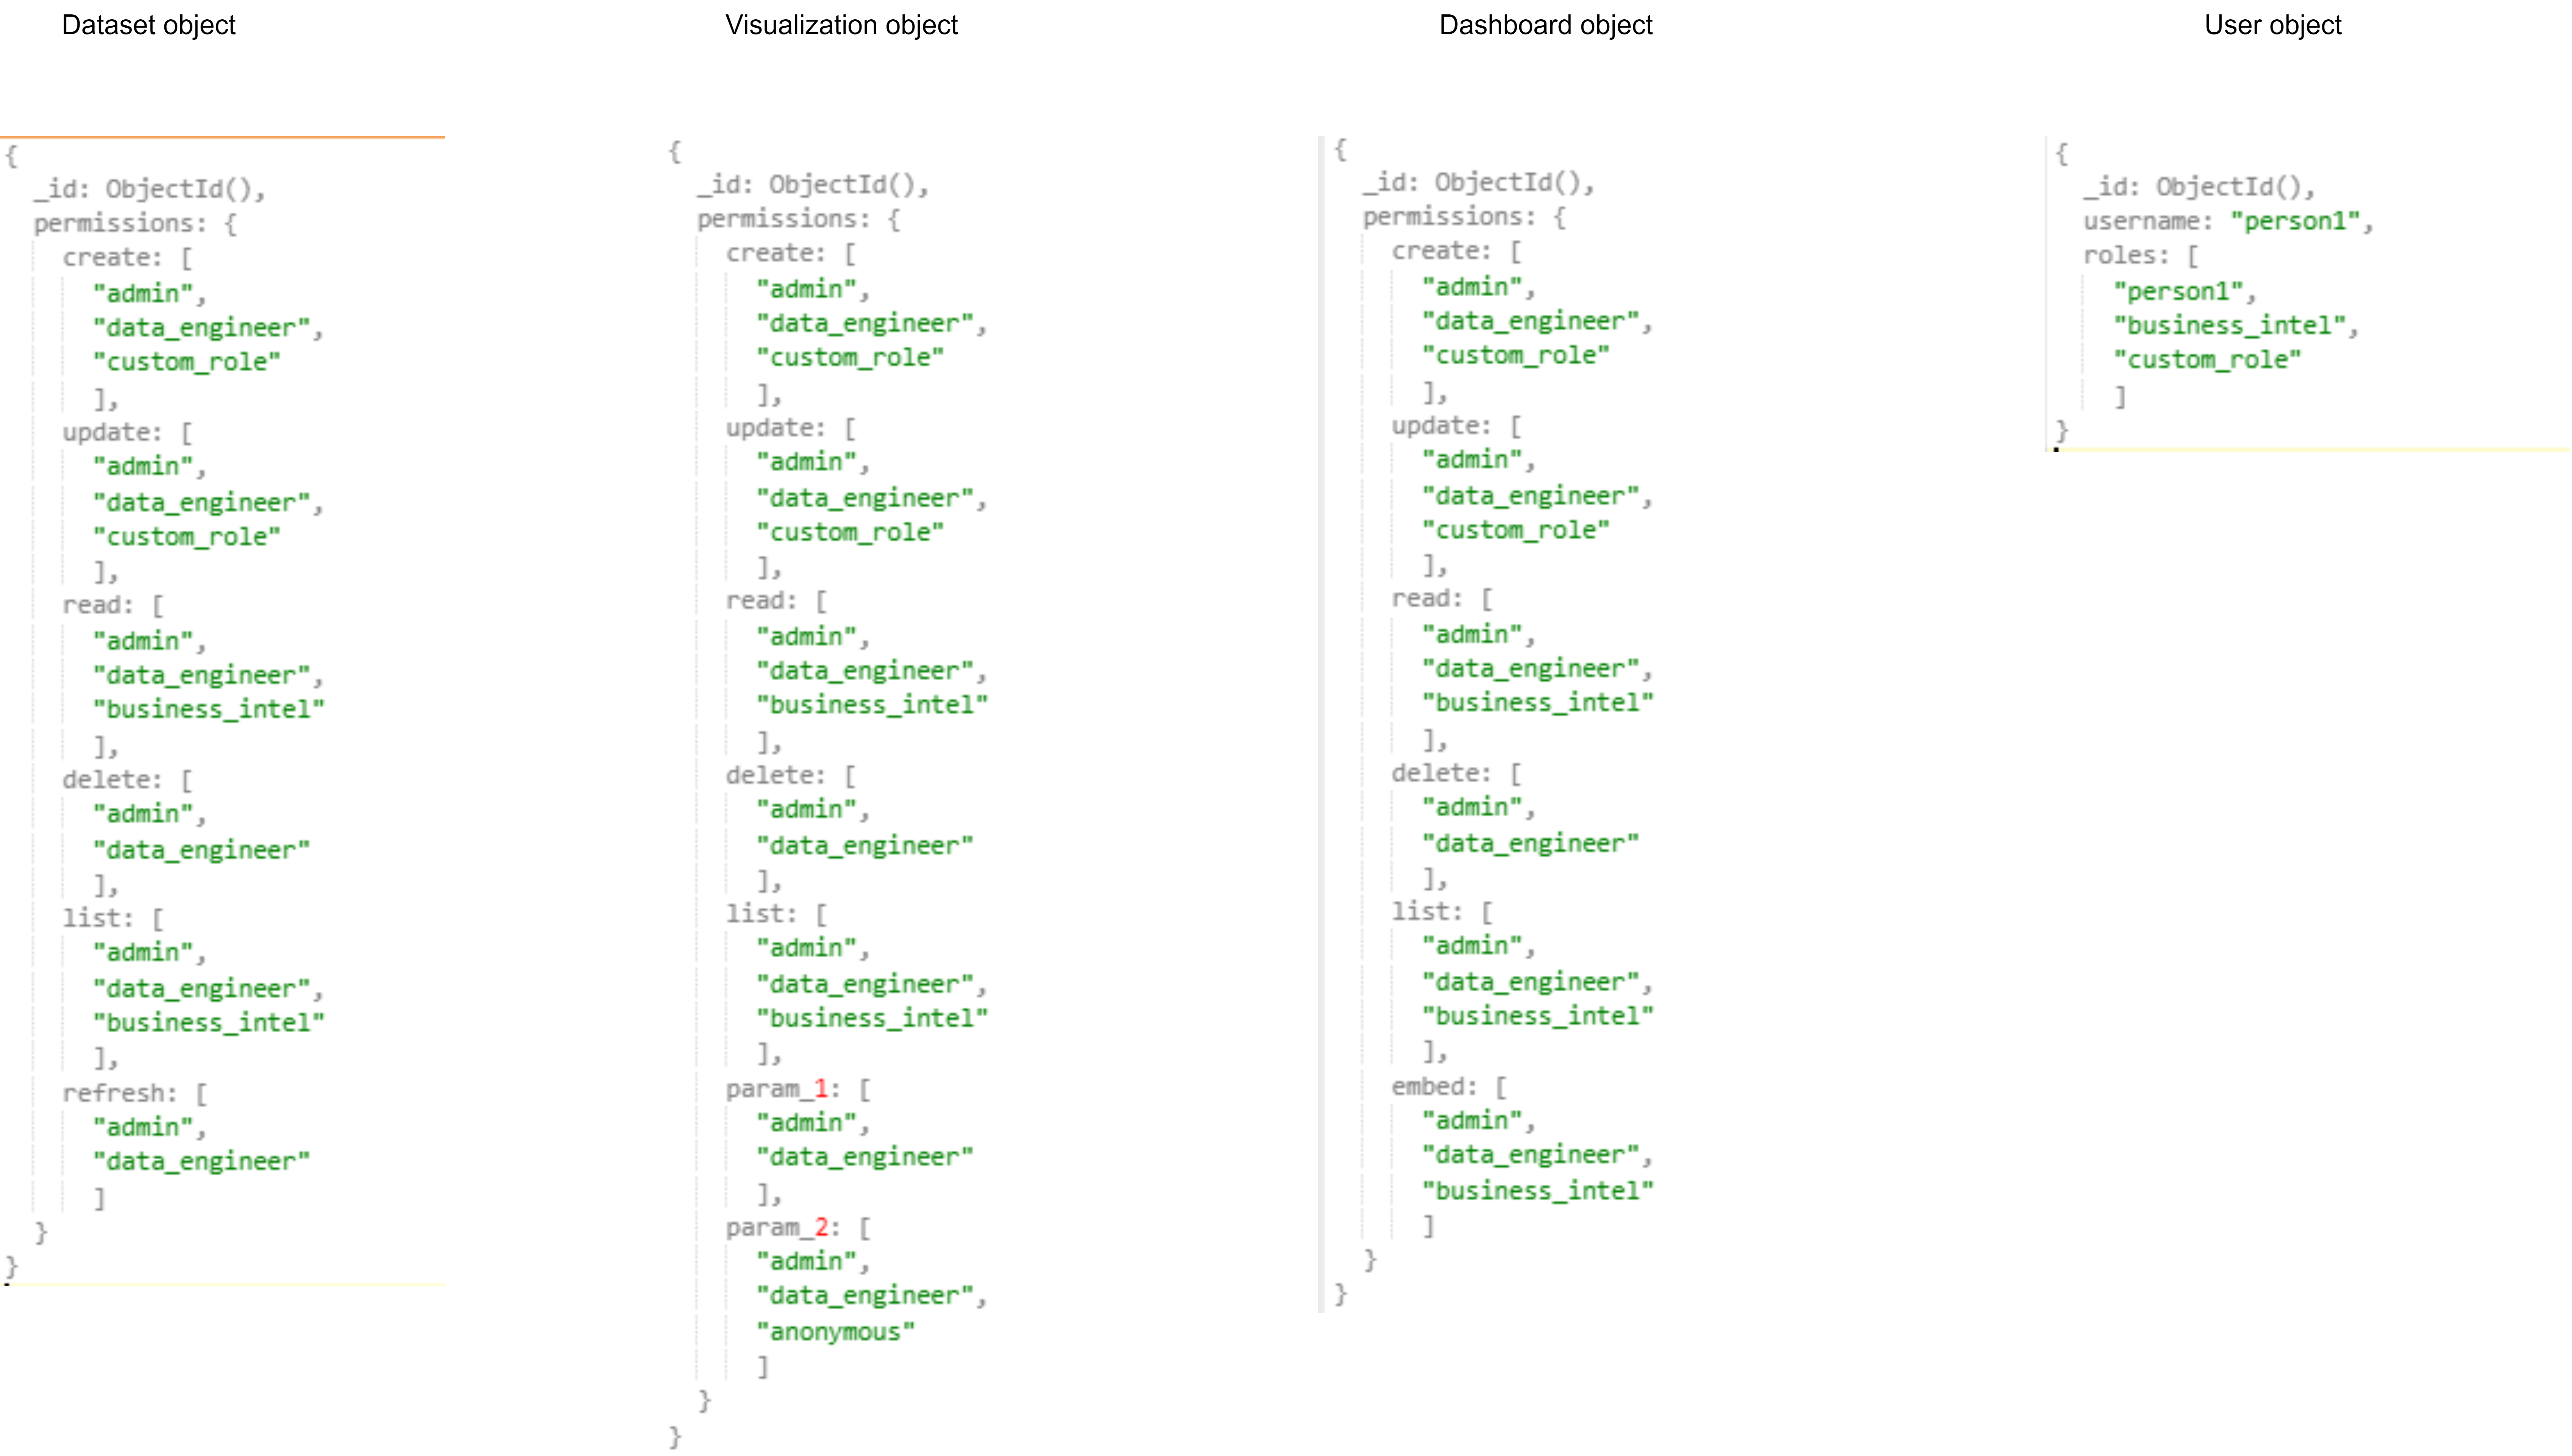 Dataset object
{
_id: ObjectId(),
permissions: {
create: [
"admin",
"data_engineer",
"custom_role"
],
update: [
"admin",
"data_engineer",
"custom_role"
],
read: [
"admin",
"data_engineer",
"business_intel"
],
delete: [
"admin",
"data_engineer"
],
list: [
"admin",
"data_engineer",
"business_intel"
],
refresh: [
"admin",
"data_engineer"
]
}
}
Visualization object
{
_id: ObjectId(),
permissions: {
create: [
"admin",
"data_engineer",
"custom_role"
],
update: [
"admin",
"data_engineer",
"custom_role"
],
read: [
"admin",
"data_engineer",
"business_intel"
],
delete: [
"admin",
"data_engineer"
],
list: [
"admin",
"data_engineer",
"business_intel"
],
param_1: [
"admin",
"data_engineer"
],
param_2: [
"admin",
"data_engineer",
"anonymous"
]
}
}
Dashboard object
{
_id: ObjectId(),
permissions: {
create: [
"admin",
"data_engineer",
"custom_role"
],
update: [
"admin",
"data_engineer",
"custom_role"
],
read: [
"admin",
"data_engineer",
"business_intel"
],
delete: [
"admin",
"data_engineer"
],
list: [
"admin",
"data_engineer",
"business_intel"
],
embed: [
"admin",
"data_engineer",
"business_intel"
]
}
}
User object
{
_id: ObjectId(),
username: "person1",
roles: [
"person1",
"business_intel",
"custom_role"
]
}